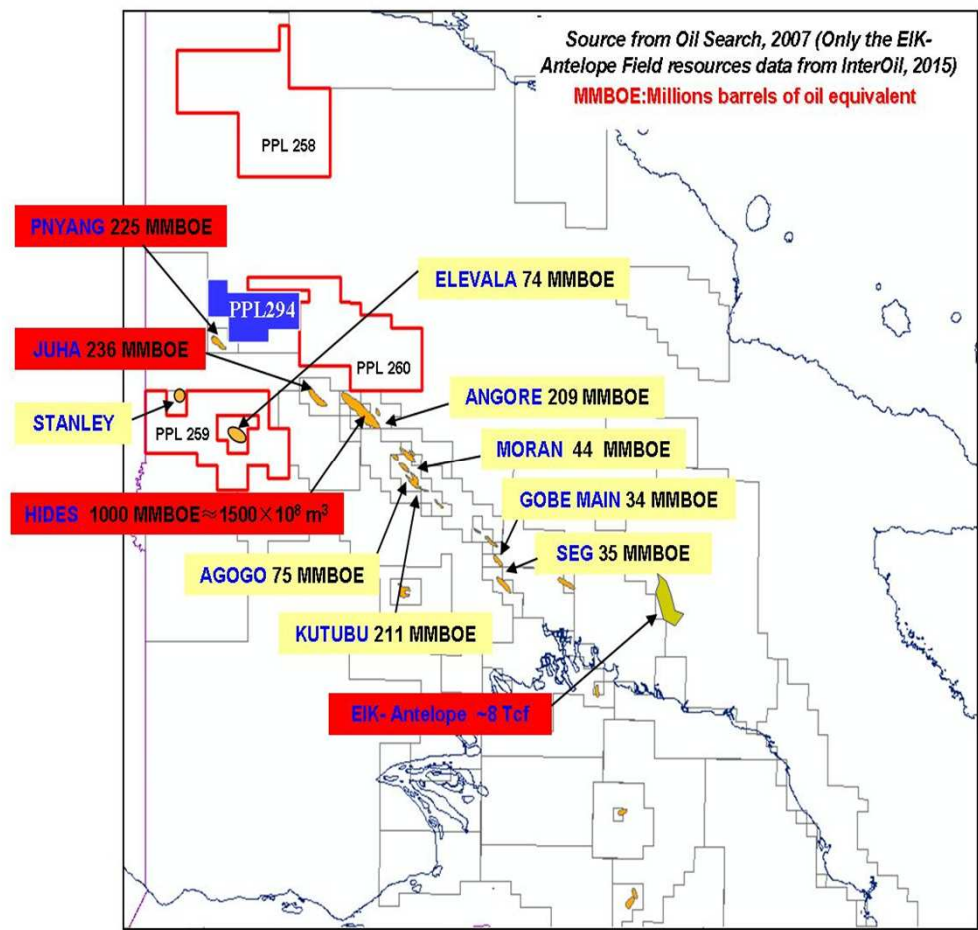 Source from Oil Search, 2007 (Only the ElK-
Antelope Field resources data from InterOil, 2015)
MMBOE:Millions barrels of oil equivalent
PPL 258
PNYANG 225 MMBOE
ELEVALA 74 MMBOE
PPL294
JUHA 236 MMBOE
PPL 260
STANLEY
PPL 259
ANGORE 209 MMBOE
MORAN 44 MMBOE
HIDES 1000 MMBOE≈1500×10⁸ m³
GOBE MAIN 34 MMBOE
SEG 35 MMBOE
AGOGO 75 MMBOE
KUTUBU 211 MMBOE
ElK- Antelope ~8 Tcf